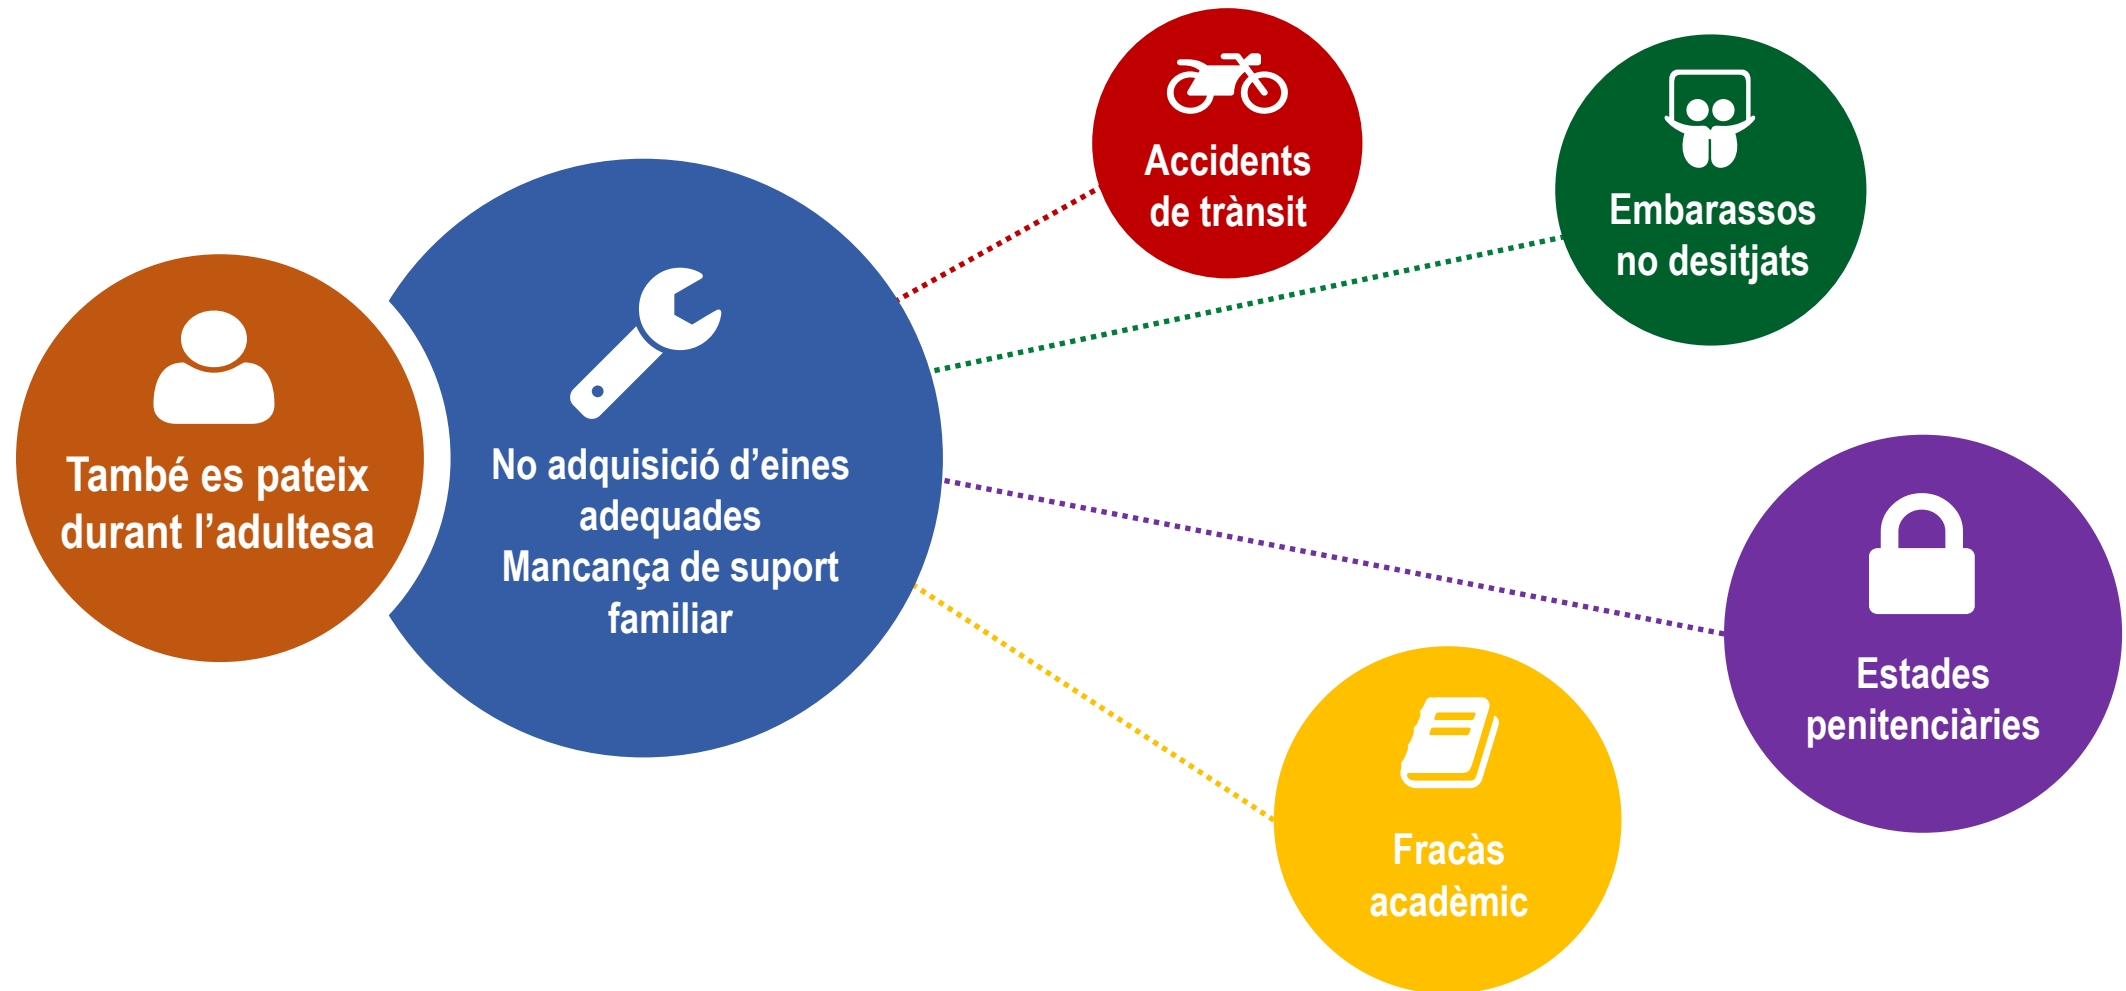 També es pateix
durant l’adultesa
No adquisició d’eines
adequades
Mancança de suport
familiar
Accidents
de trànsit
Embarassos
no desitjats
Estades
penitenciàries
Fracàs
acadèmic